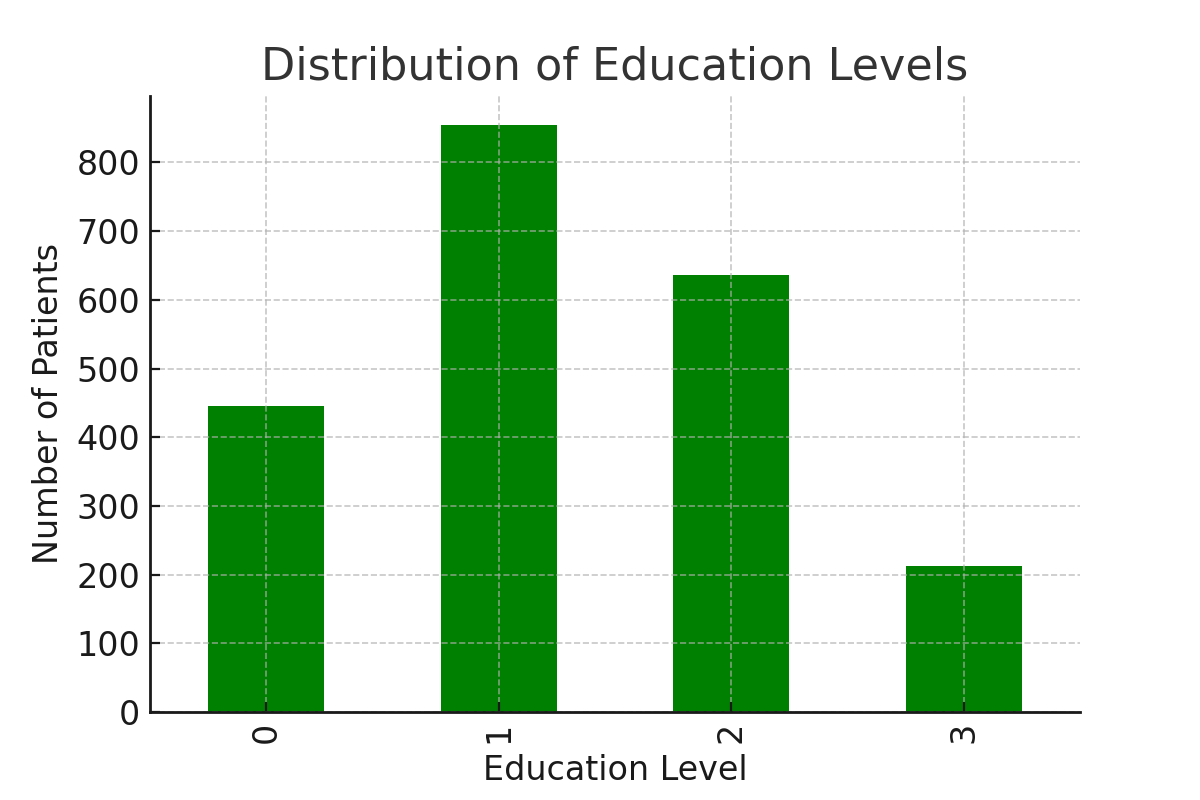 Distribution of Education Levels
Number of Patients
800
700
600
500
400
300
200
100
0
0 1 2 3
Education Level